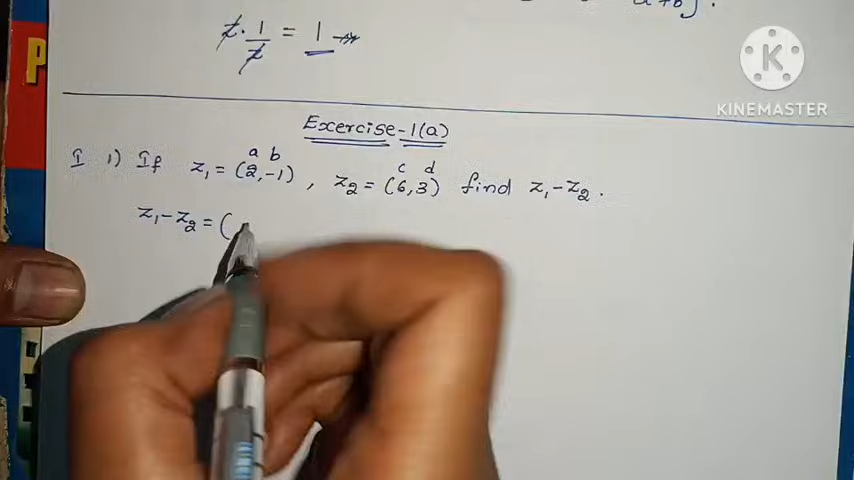 z · 1/z = 1
a+b] .
KINEMASTER
P
Exercise-1(a)
a b
c d
I 1) If z₁ = (2,-1) , z₂ = (6,3) find z₁-z₂ .
z₁-z₂ = (